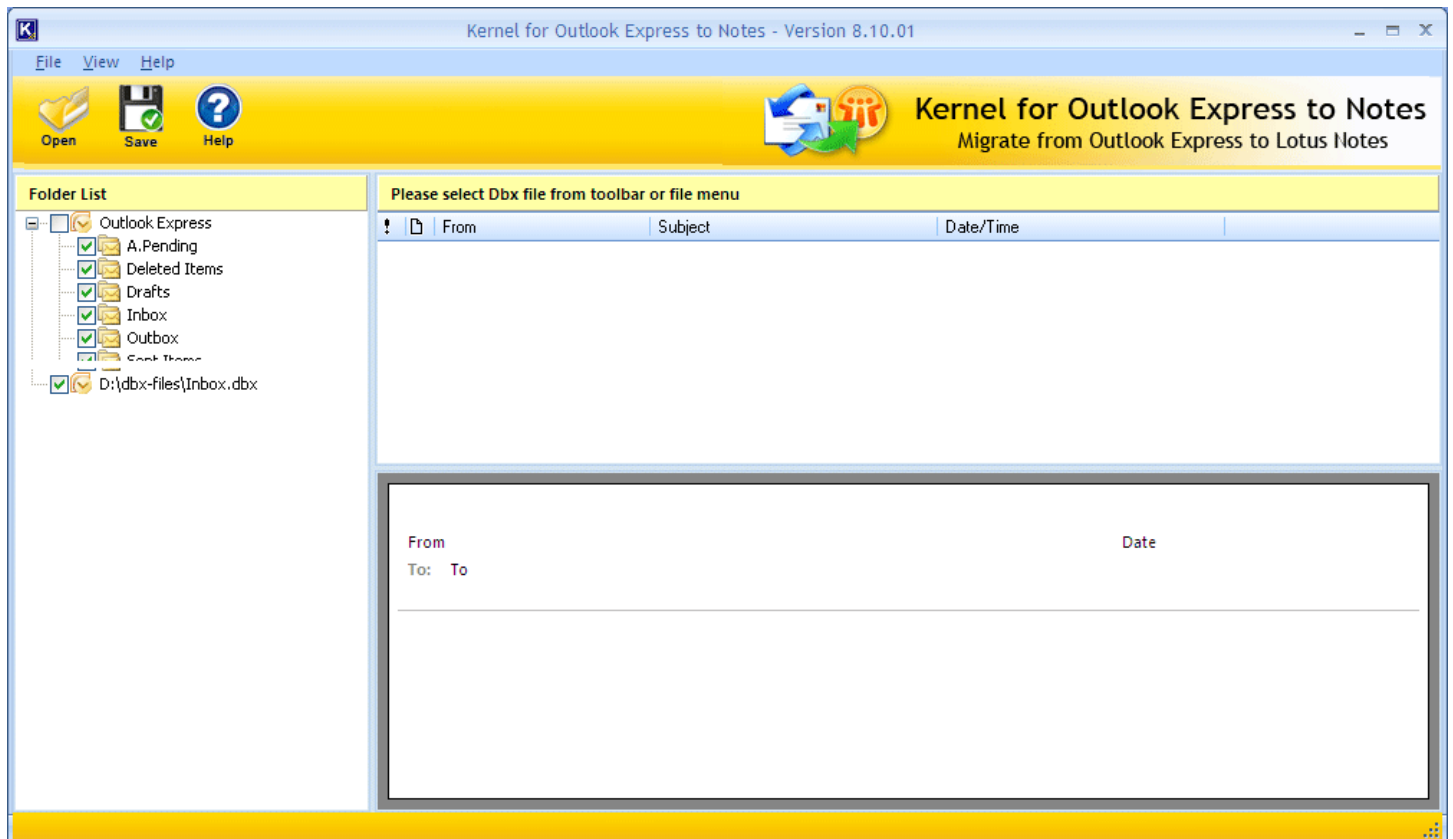 Kernel for Outlook Express to Notes - Version 8.10.01
File View Help
Open Save Help
Kernel for Outlook Express to Notes
Migrate from Outlook Express to Lotus Notes
Folder List
Please select Dbx file from toolbar or file menu
Outlook Express
! From Subject Date/Time
A.Pending
Deleted Items
Drafts
Inbox
Outbox
Sent Items
D:\dbx-files\Inbox.dbx
From Date
To: To